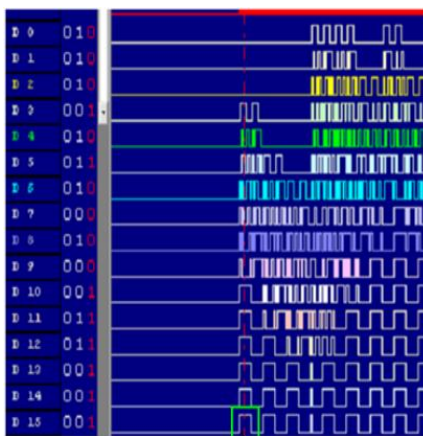 D 0 010
D 1 010
D 2 010
D 3 001
D 4 010
D 5 011
D 6 010
D 7 000
D 8 010
D 9 000
D 10 001
D 11 011
D 12 011
D 13 001
D 14 001
D 15 001